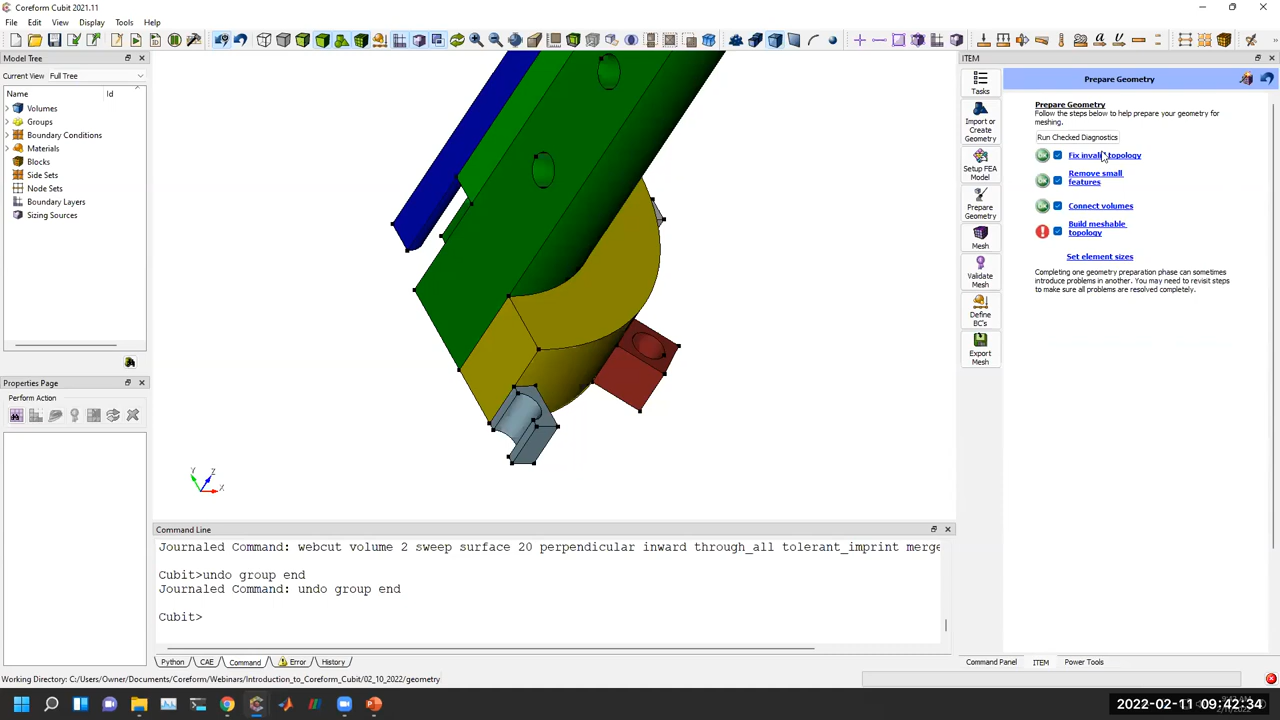 Coreform Cubit 2021.11
File Edit View Display Tools Help
Model Tree
Current View Full Tree
Name Id
Volumes
Groups
Boundary Conditions
Materials
Blocks
Side Sets
Node Sets
Boundary Layers
Sizing Sources
Properties Page
Perform Action
Y
Z
X
Command Line
Journaled Command: webcut volume 2 sweep surface 20 perpendicular inward through_all tolerant_imprint merge
Cubit>undo group end
Journaled Command: undo group end
Cubit>
Python CAE Command Error History
Working Directory: C:/Users/Owner/Documents/Coreform/Webinars/Introduction_to_Coreform_Cubit/02_10_2022/geometry
ITEM
Tasks
Import or
Create
Geometry
Setup FEA
Model
Prepare
Geometry
Mesh
Validate
Mesh
Define
BC's
Export
Mesh
Prepare Geometry
Prepare Geometry
Follow the steps below to help prepare your geometry for
meshing.
Run Checked Diagnostics
OK Fix invalid topology
OK Remove small
features
OK Connect volumes
Build meshable
topology
Set element sizes
Completing one geometry preparation phase can sometimes
introduce problems in another. You may need to revisit steps
to make sure all problems are resolved completely.
Command Panel ITEM Power Tools
2022-02-11 09:42:34